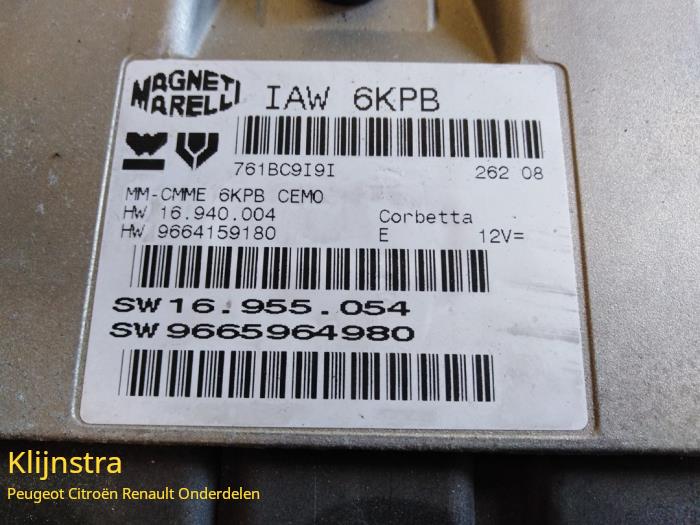 MAGNETI MARELLI
IAW 6KPB
761BC9I9I 262 08
MM-CMME 6KPB CEMO
HW 16.940.004 Corbetta
HW 9664159180 E 12V=
SW 16.955.054
SW 9665964980
Klijnstra
Peugeot Citroën Renault Onderdelen